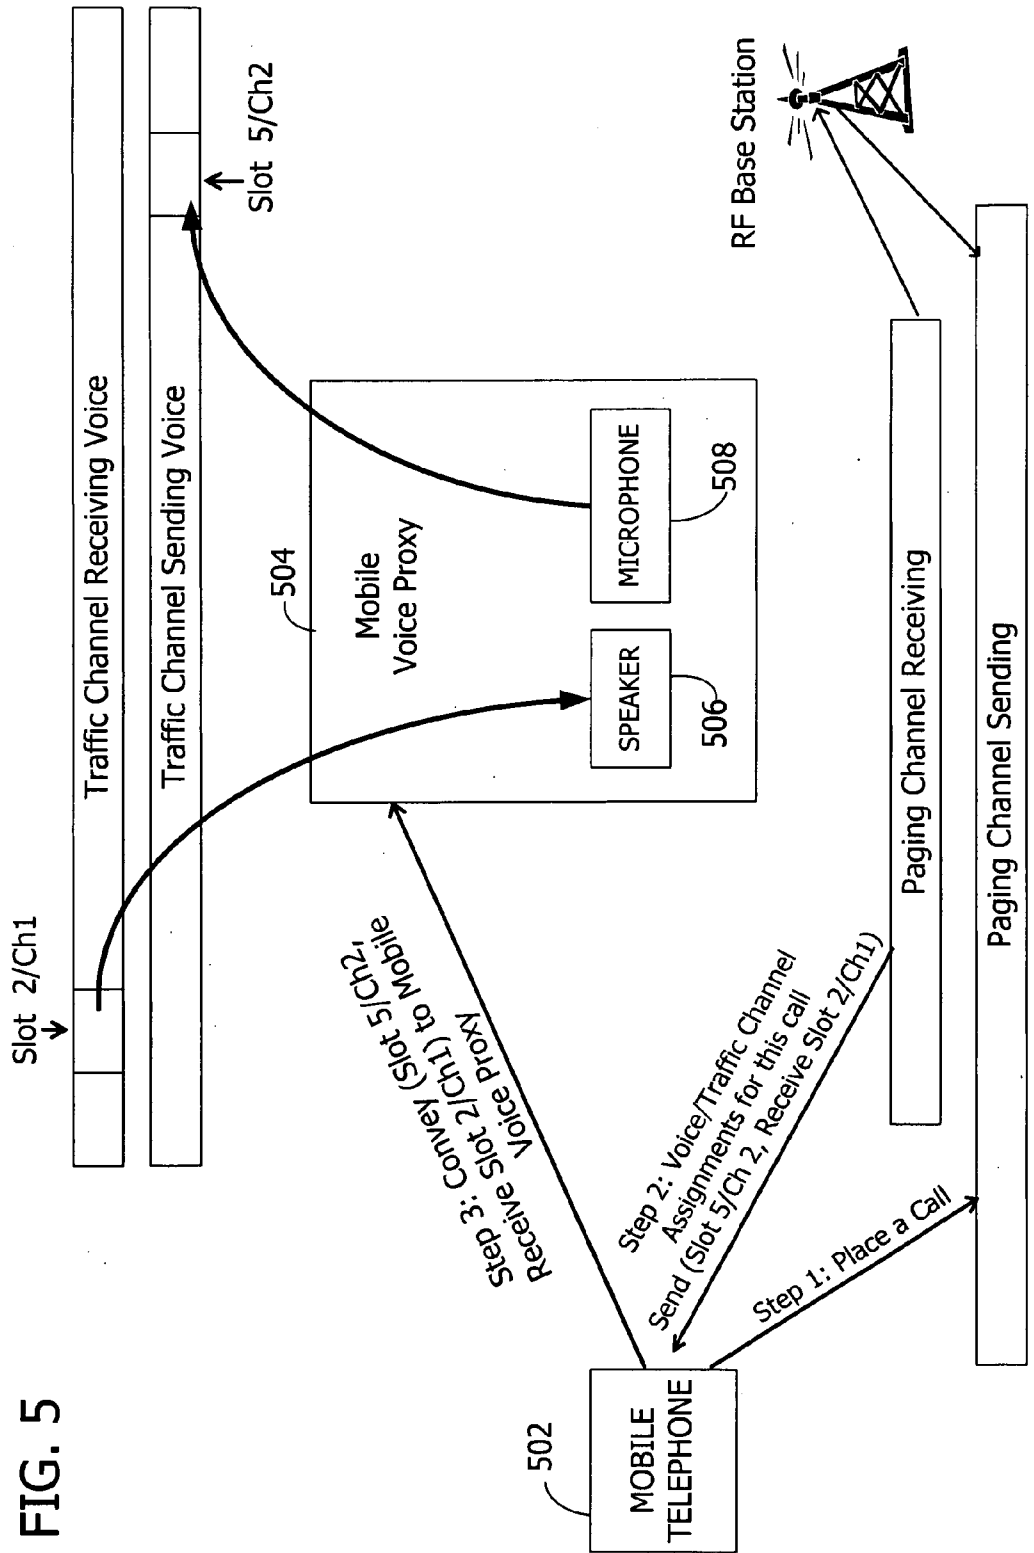 FIG. 5
Slot 2/Ch1
Traffic Channel Receiving Voice
Traffic Channel Sending Voice
Slot 5/Ch2
504
Mobile
Voice Proxy
SPEAKER
506
MICROPHONE
508
RF Base Station
Step 3: Convey (Slot 5/Ch2,
Receive Slot 2/Ch1) to Mobile
Voice Proxy
502
MOBILE
TELEPHONE
Step 2: Voice/Traffic Channel
Assignments for this call
Send (Slot 5/Ch 2, Receive Slot 2/Ch1)
Step 1: Place a Call
Paging Channel Receiving
Paging Channel Sending